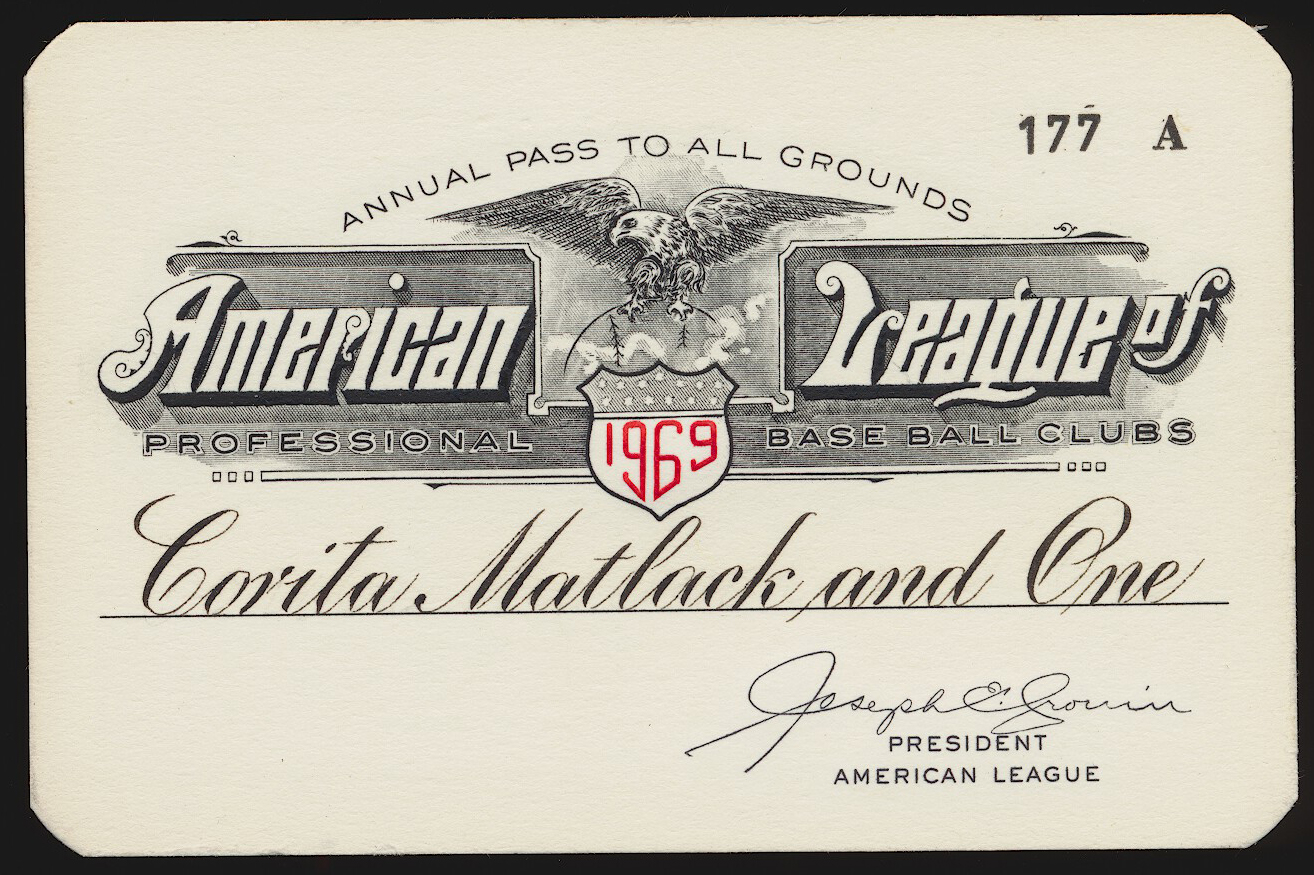 177 A
ANNUAL PASS TO ALL GROUNDS
American League of
PROFESSIONAL BASE BALL CLUBS
1969
Corita Matlack and One
Joseph E. Cronin
PRESIDENT
AMERICAN LEAGUE